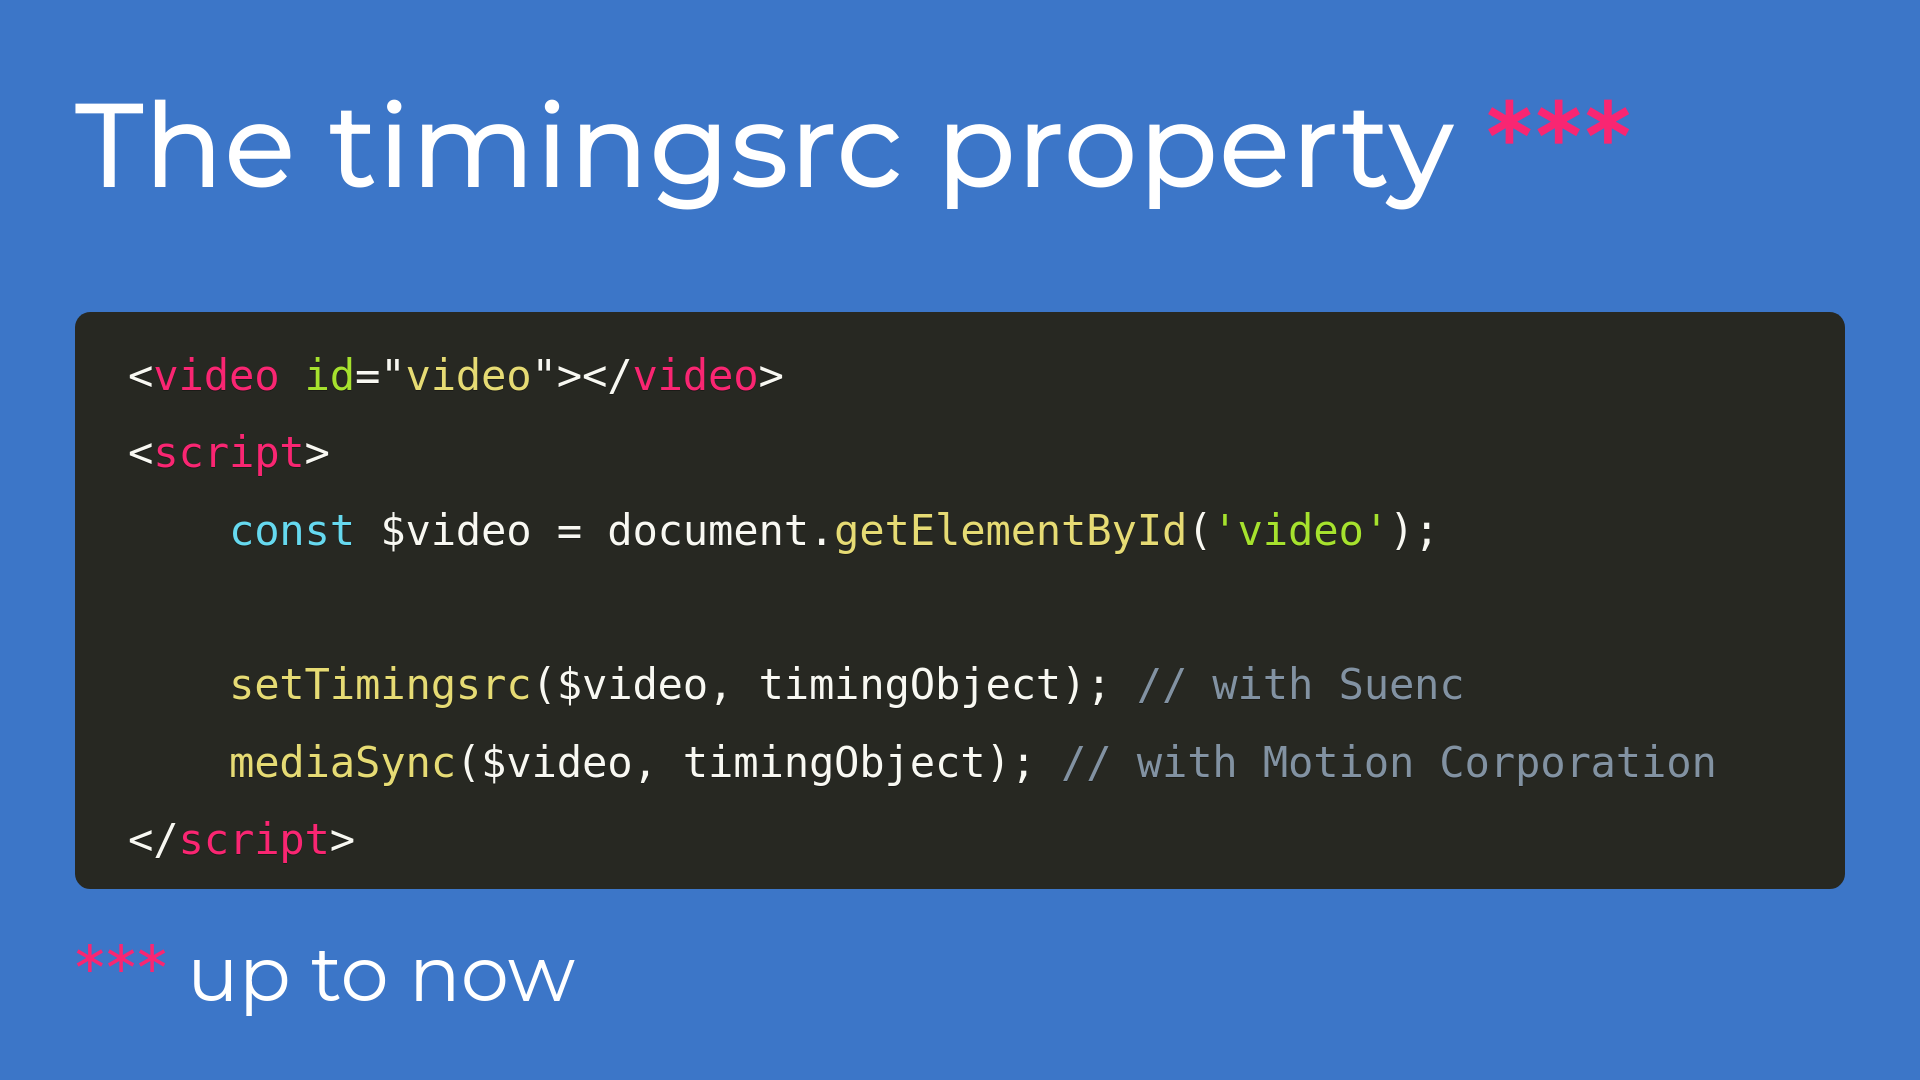 The timingsrc property ***
<video id="video"></video>
<script>
    const $video = document.getElementById('video');
    setTimingsrc($video, timingObject); // with Suenc
    mediaSync($video, timingObject); // with Motion Corporation
</script>
*** up to now